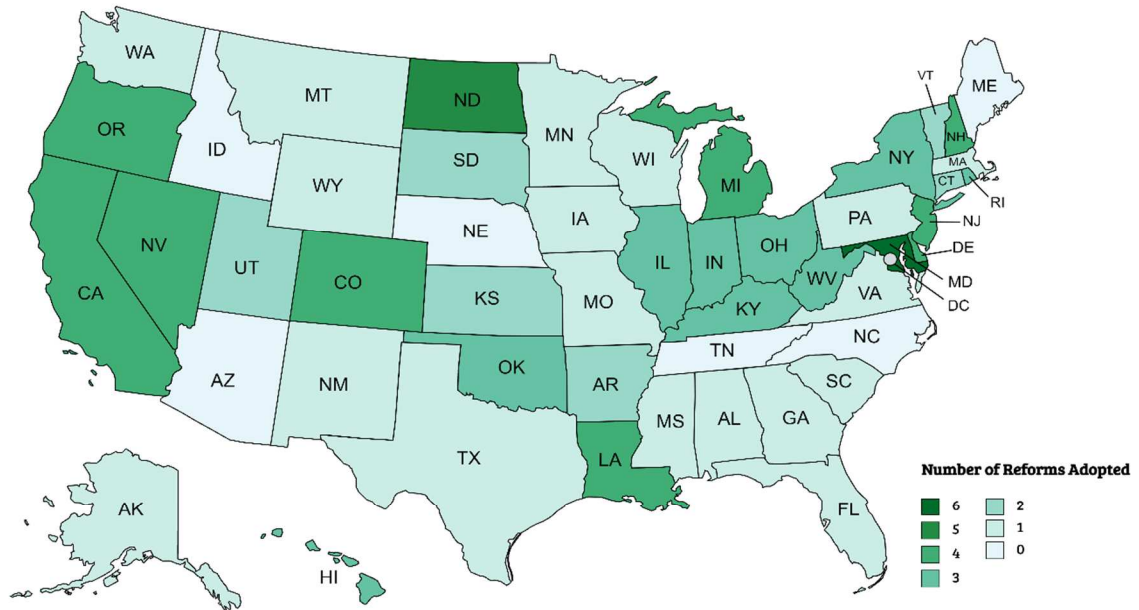 WA
MT
ND
MN
VT
ME
OR
ID
SD
WI
NY
NH
MA
WY
MI
CT
RI
IA
PA
NJ
NE
NV
OH
DE
UT
IL
IN
CO
MD
CA
KS
WV
MO
VA
DC
KY
NC
TN
OK
AZ
NM
AR
SC
MS
AL
GA
TX
LA
Number of Reforms Adopted
AK
FL
6
2
5
1
4
0
HI
3